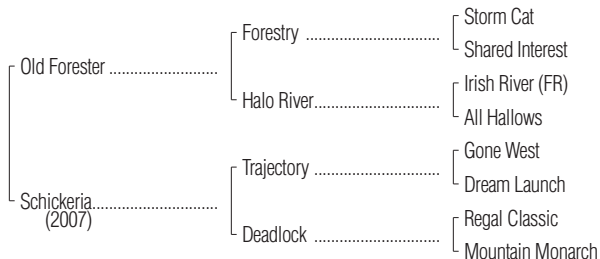 Storm Cat
Forestry ..............................
Shared Interest
Old Forester ........................
Irish River (FR)
Halo River............................
All Hallows
Gone West
Trajectory ............................
Dream Launch
Schickeria............................
(2007)
Regal Classic
Deadlock ............................
Mountain Monarch